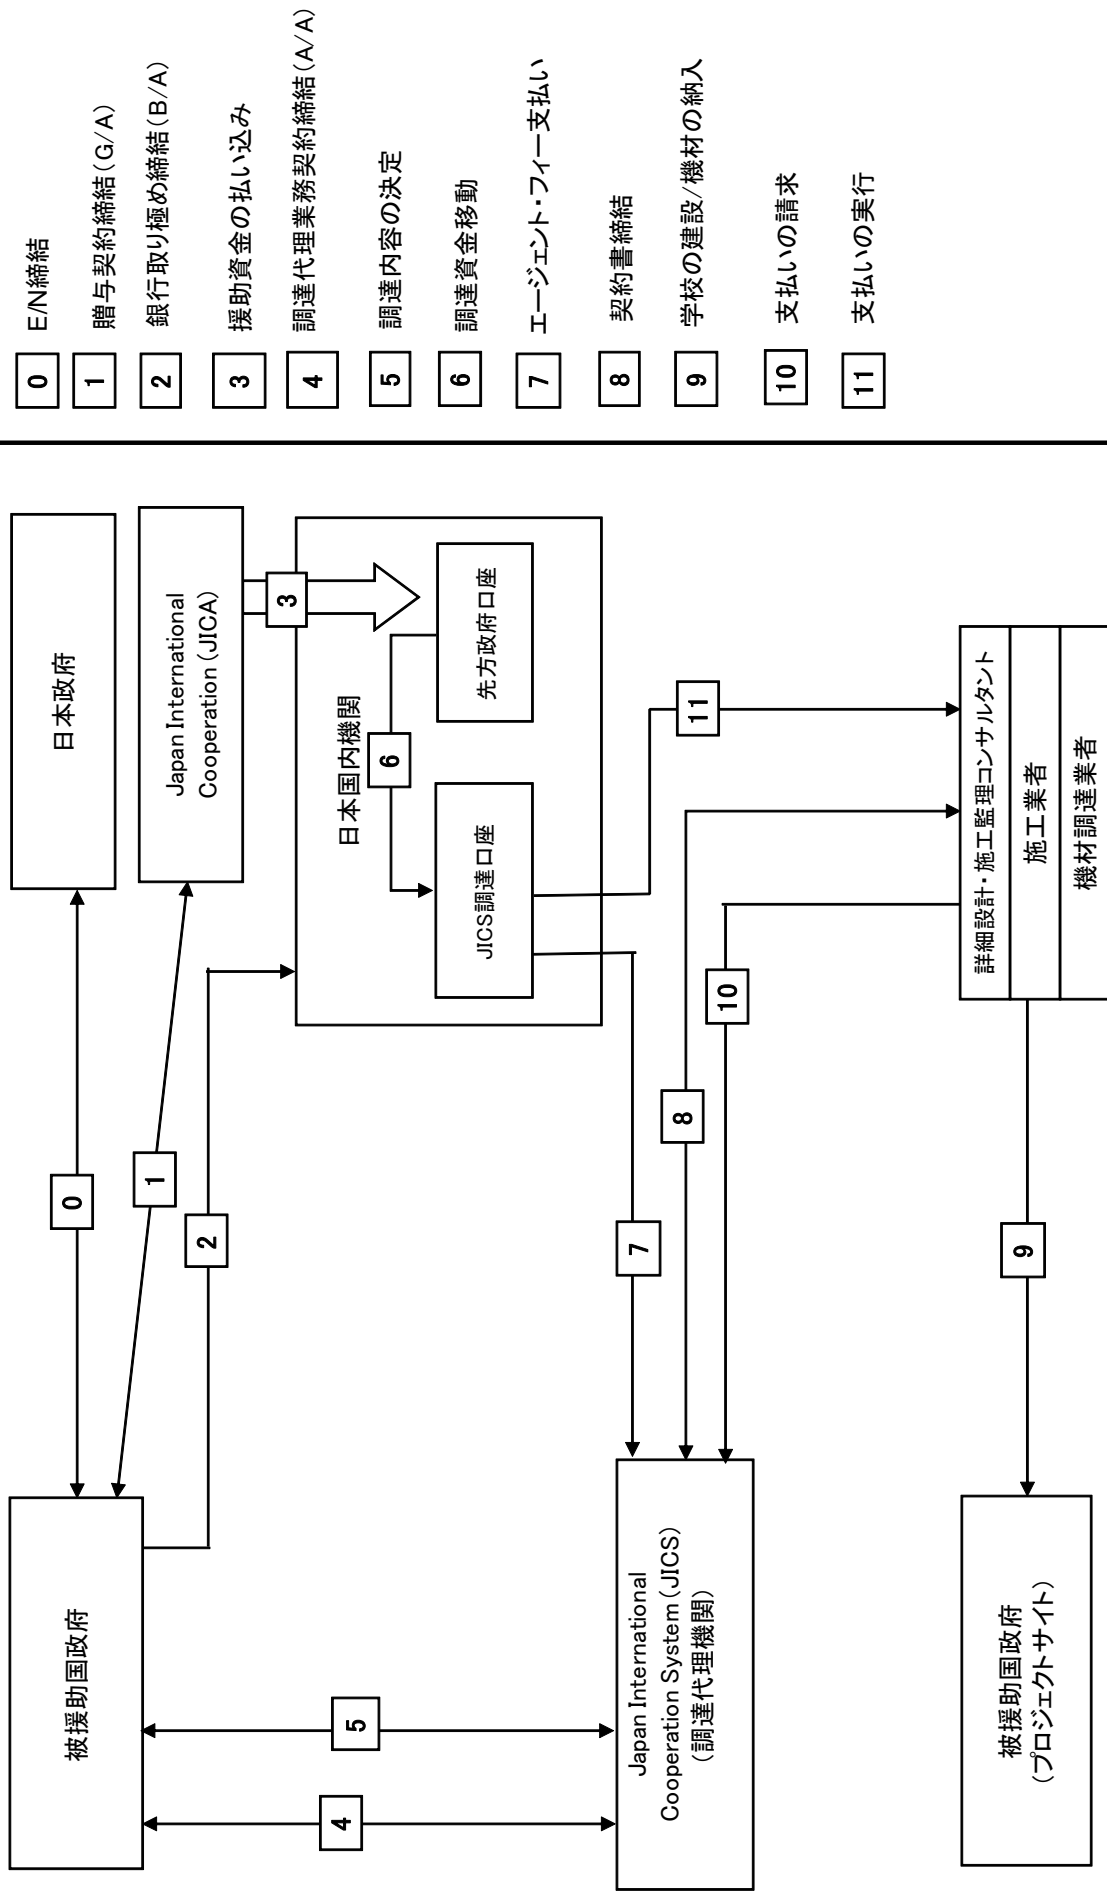 被援助国政府
日本政府
0
Japan International
Cooperation(JICA)
1
2
3
日本国内機関
先方政府口座
6
JICS調達口座
4
5
7
11
8
10
Japan International
Cooperation System(JICS)
(調達代理機関)
詳細設計・施工監理コンサルタント
施工業者
機材調達業者
9
被援助国政府
(プロジェクトサイト)
0 E/N締結
1 贈与契約締結(G/A)
2 銀行取り極め締結(B/A)
3 援助資金の払い込み
4 調達代理業務契約締結(A/A)
5 調達内容の決定
6 調達資金移動
7 エージェント・フィー支払い
8 契約書締結
9 学校の建設/機材の納入
10 支払いの請求
11 支払いの実行